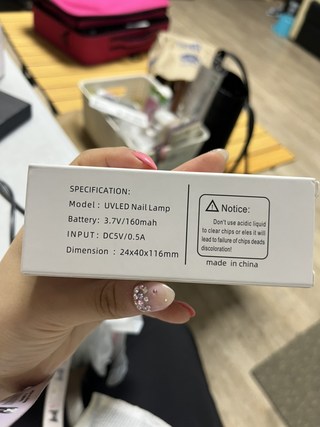 SPECIFICATION:
Model : UVLED Nail Lamp
Battery: 3.7V/160mah
INPUT : DC5V/0.5A
Dimension : 24x40x116mm
Notice:
Don't use acidic liquid
to clear chips or eles it will
lead to failure of chips deads
discoloration!
made in china